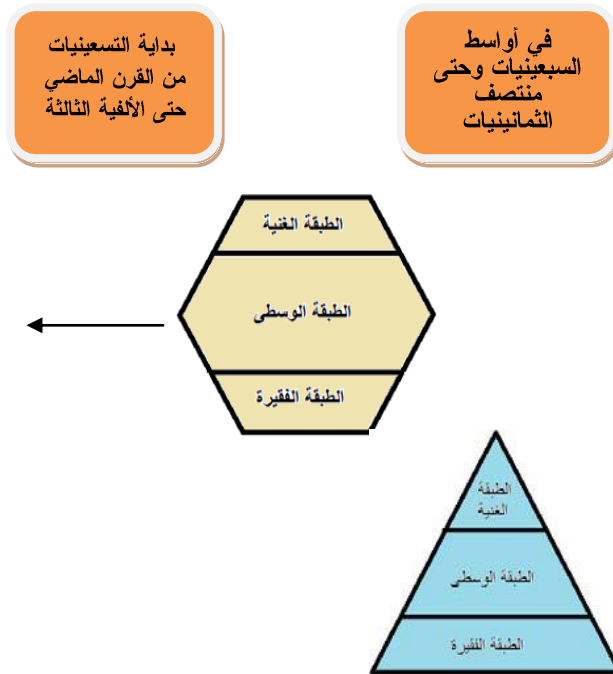 في أواسط
السبعينيات وحتى
منتصف
الثمانينيات
بداية التسعينيات
من القرن الماضي
حتى الألفية الثالثة
الطبقة الغنية
الطبقة الوسطى
الطبقة الفقيرة
الطبقة
الغنية
الطبقة الوسطى
الطبقة الفقيرة